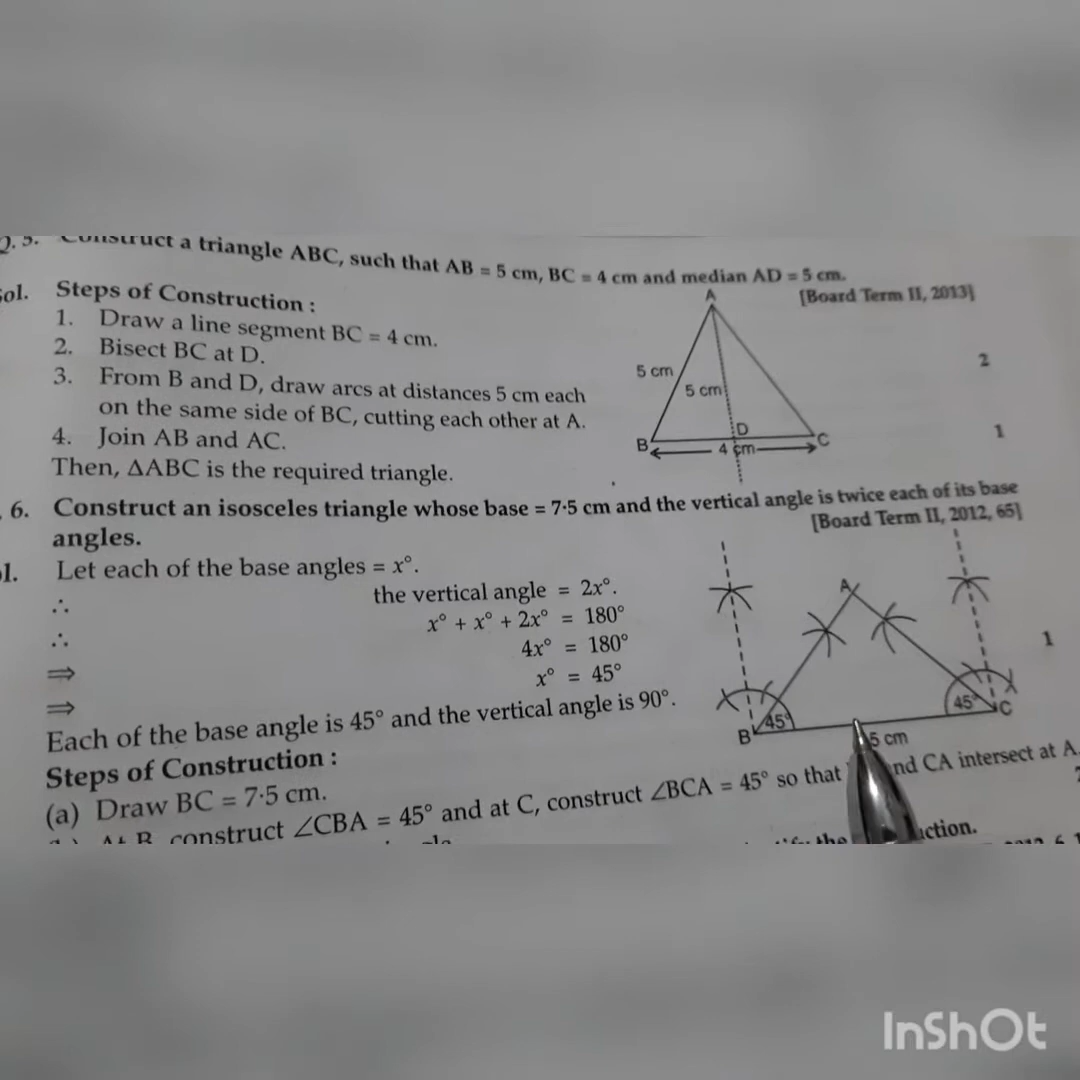 Construct a triangle ABC, such that AB = 5 cm, BC = 4 cm and median AD = 5 cm.
[Board Term II, 2013]
Sol. Steps of Construction :
1. Draw a line segment BC = 4 cm.
2. Bisect BC at D.
3. From B and D, draw arcs at distances 5 cm each
on the same side of BC, cutting each other at A.
4. Join AB and AC.
Then, ΔABC is the required triangle.
A
5 cm
5 cm
B
D
C
4 cm
2
1
6. Construct an isosceles triangle whose base = 7·5 cm and the vertical angle is twice each of its base
angles.
[Board Term II, 2012, 65]
Let each of the base angles = x°.
∴ the vertical angle = 2x°.
∴ x° + x° + 2x° = 180°
⇒ 4x° = 180°
⇒ x° = 45°
Each of the base angle is 45° and the vertical angle is 90°.
A
B
45°
45°
C
5 cm
1
Steps of Construction :
(a) Draw BC = 7·5 cm.
At B construct ∠CBA = 45° and at C, construct ∠BCA = 45° so that nd CA intersect at A.
the
InShOt